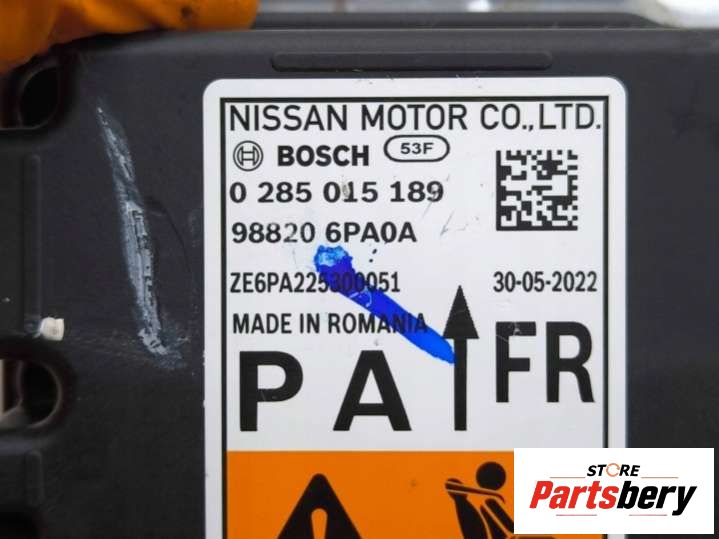 NISSAN MOTOR CO.,LTD.
BOSCH 53F
0 285 015 189
98820 6PA0A
ZE6PA225300051 30-05-2022
MADE IN ROMANIA
PA FR
STORE
Partsbery